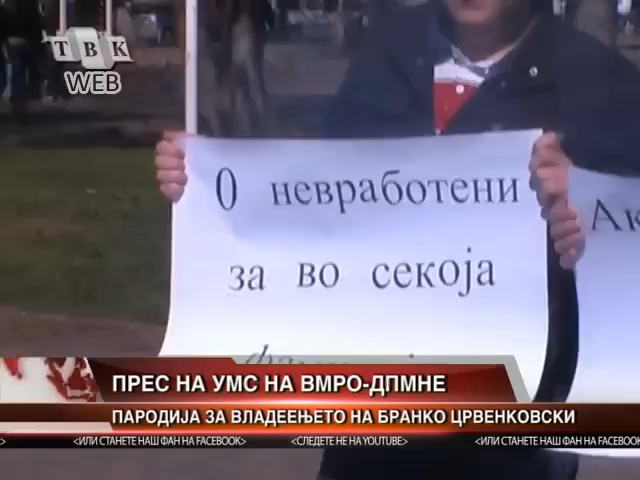 ТВК
WEB
0 невработени
за во секоја
Ак
ПРЕС НА УМС НА ВМРО-ДПМНЕ
ПАРОДИЈА ЗА ВЛАДЕЕЊЕТО НА БРАНКО ЦРВЕНКОВСКИ
<ИЛИ СТАНЕТЕ НАШ ФАН НА FACEBOOK> <СЛЕДЕТЕ НЕ НА YOUTUBE> <ИЛИ СТАНЕТЕ НАШ ФАН НА FACEBOOK